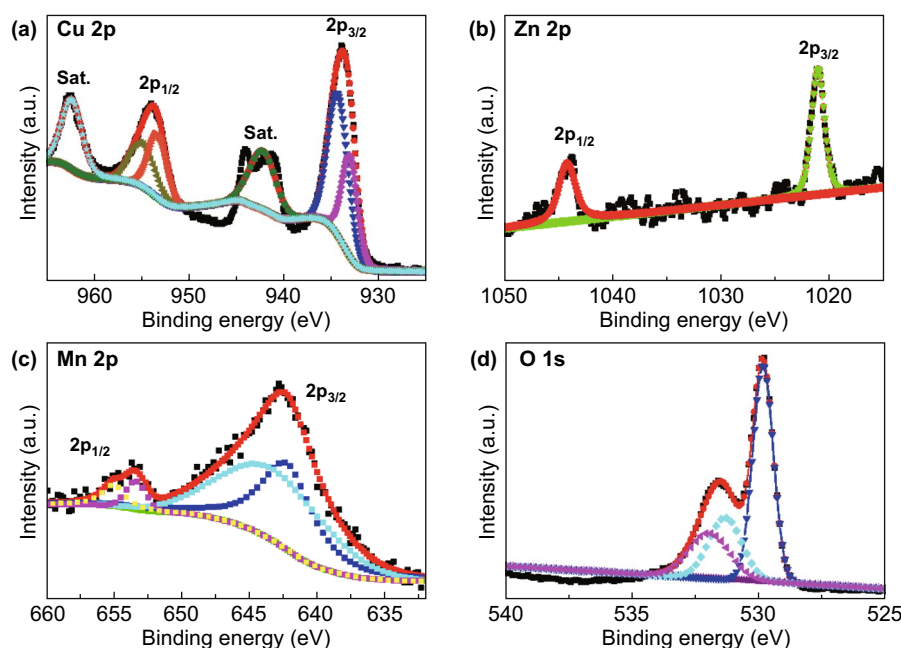 (a) Cu 2p
2p3/2
Sat.
2p1/2
Sat.
Intensity (a.u.)
960 950 940 930
Binding energy (eV)
(b) Zn 2p
2p3/2
2p1/2
Intensity (a.u.)
1050 1040 1030 1020
Binding energy (eV)
(c) Mn 2p
2p3/2
2p1/2
Intensity (a.u.)
660 655 645 640 635
Binding energy (eV)
(d) O 1s
Intensity (a.u.)
540 535 530 525
Binding energy (eV)